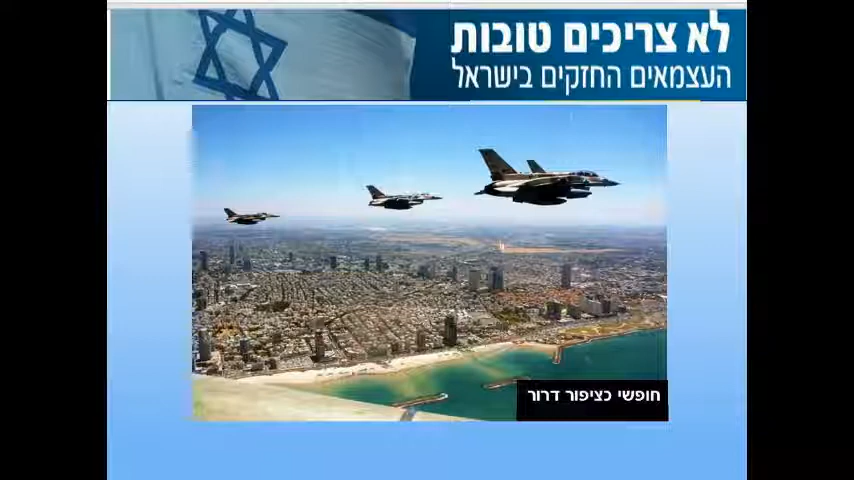 לא צריכים טובות
העצמאים החזקים בישראל
חופשי כציפור דרור